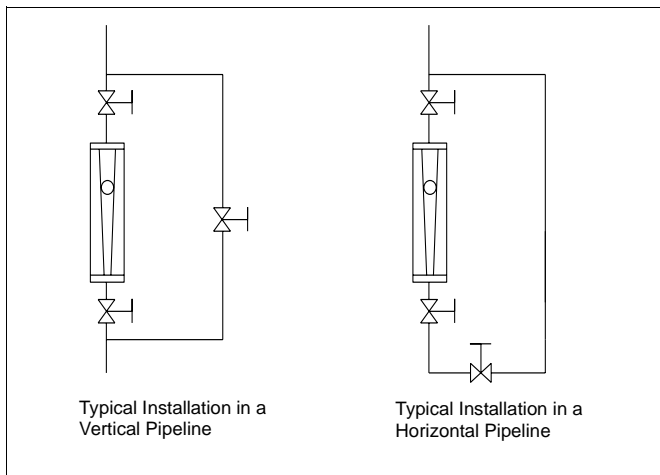 Typical Installation in a
Vertical Pipeline
Typical Installation in a
Horizontal Pipeline